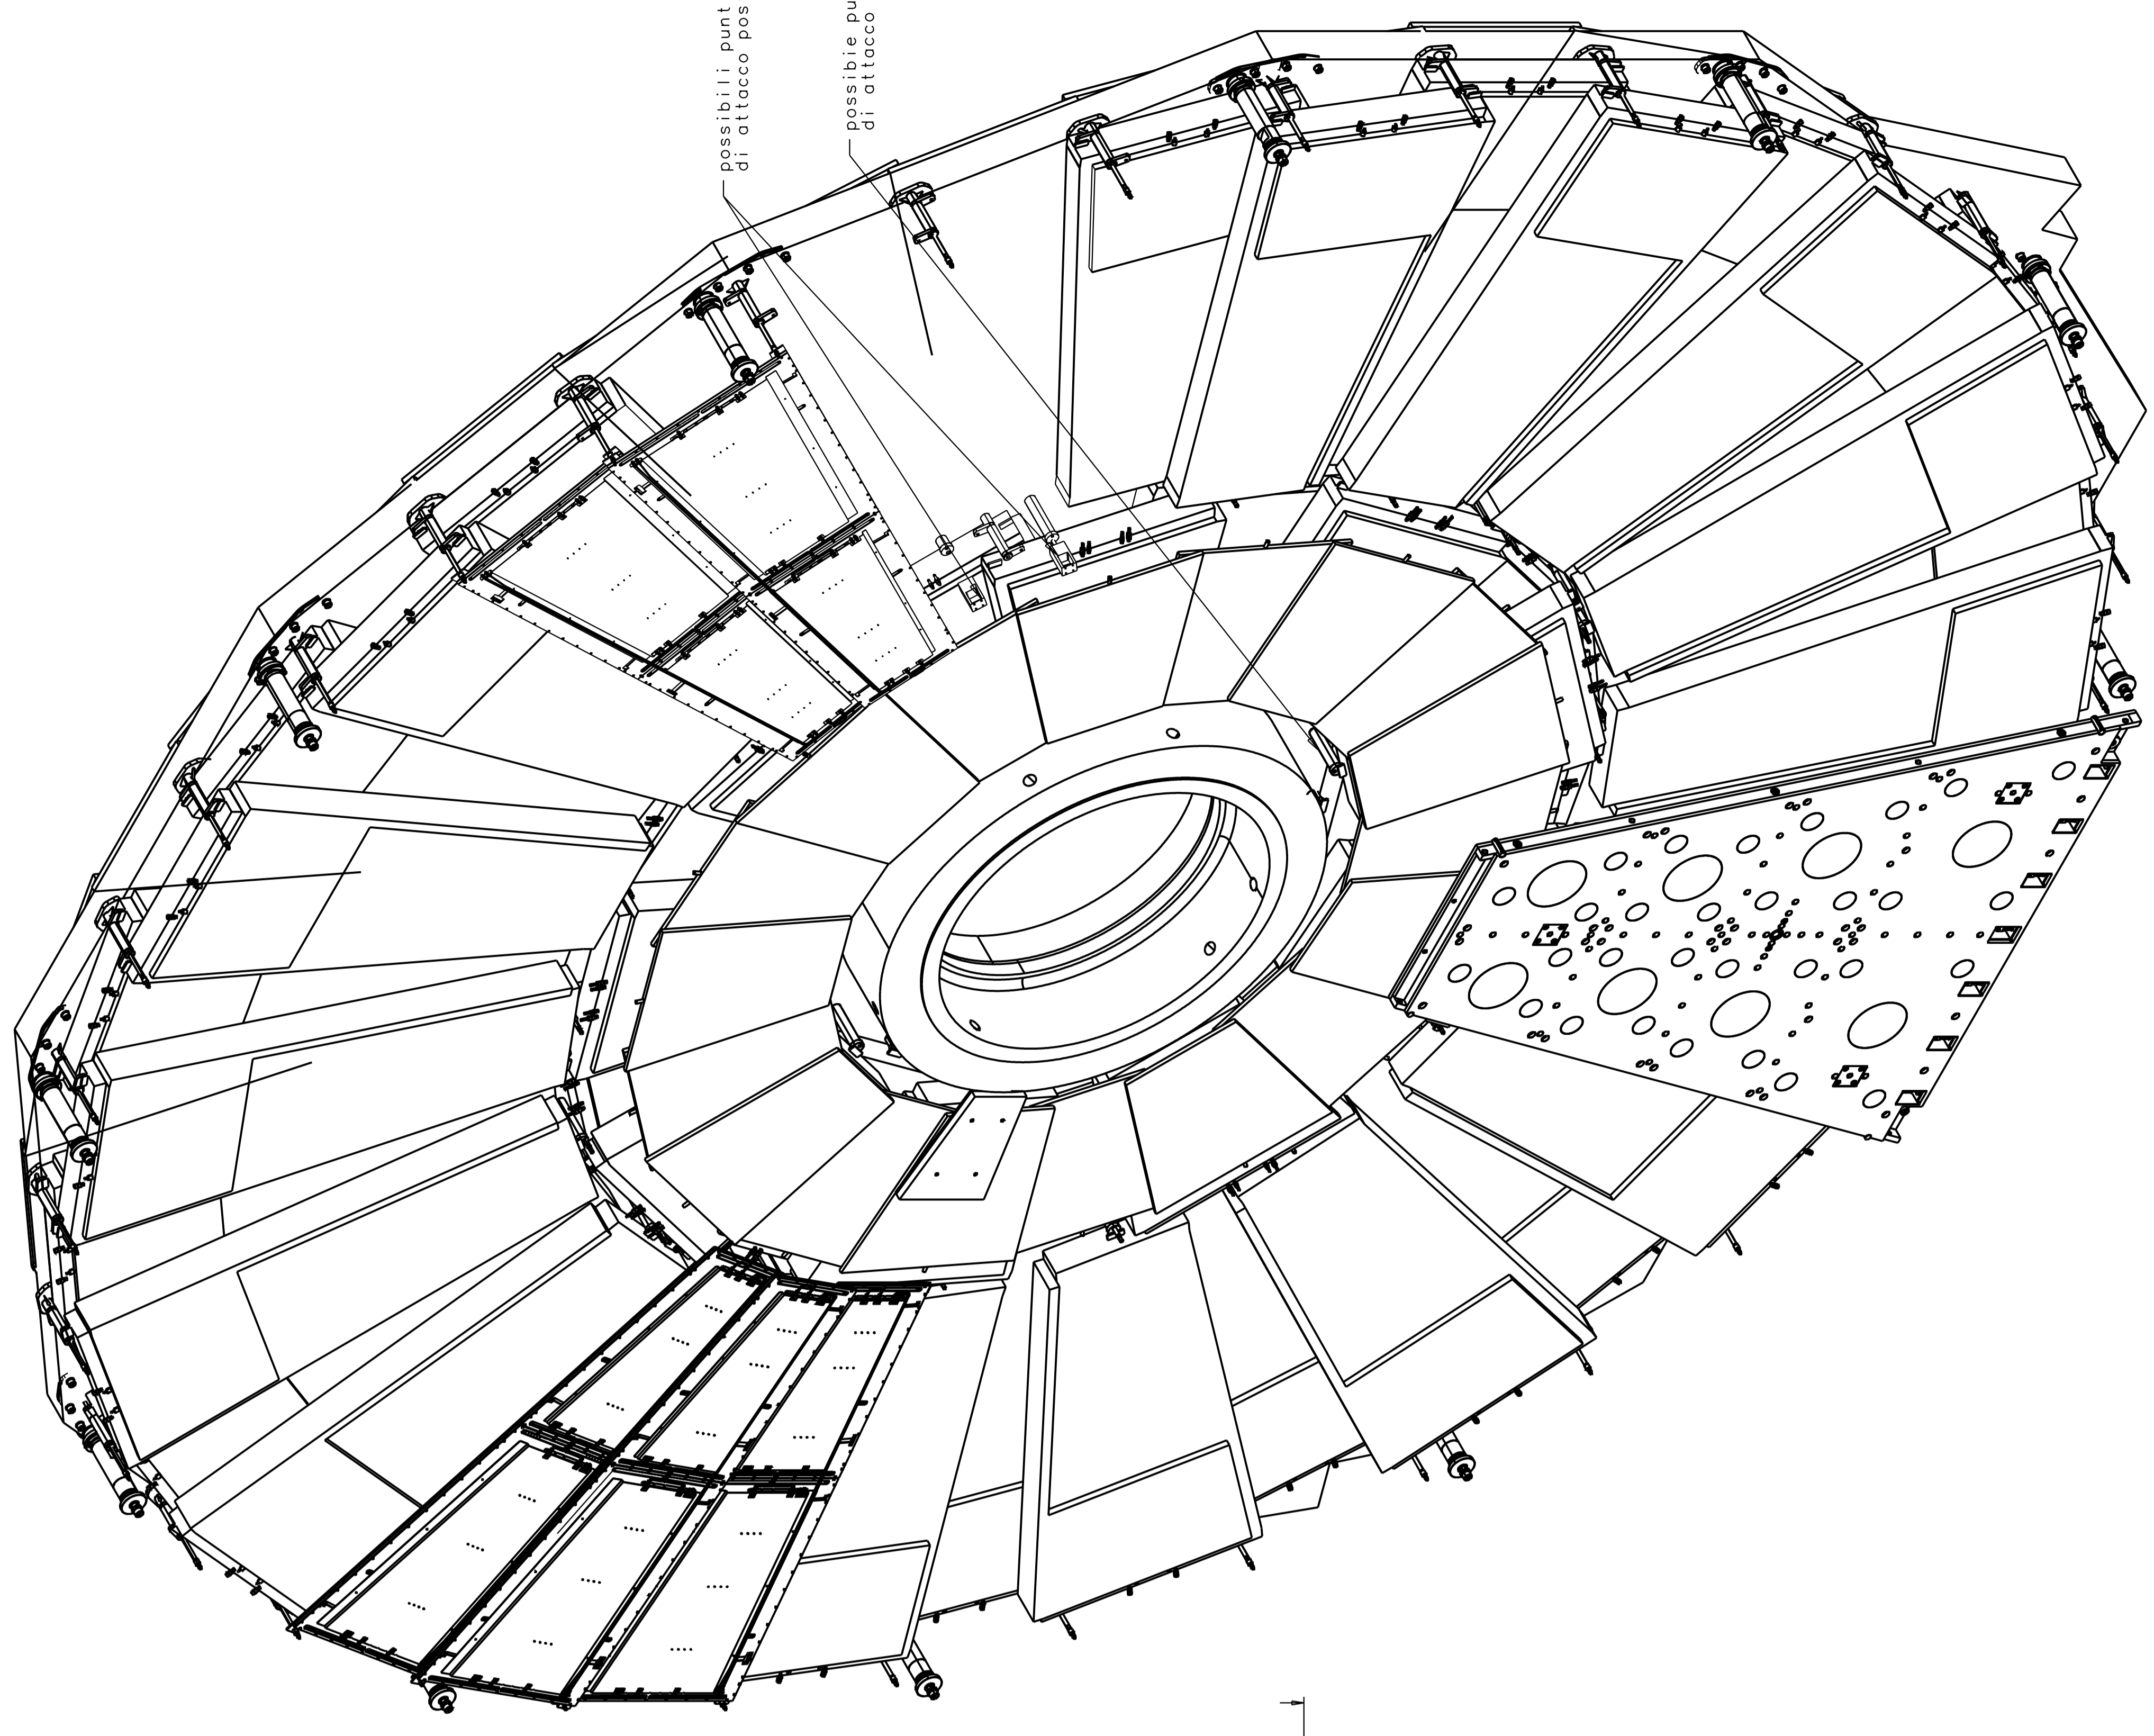 possibili punt
di attacco pos
possibie pu
di attacco